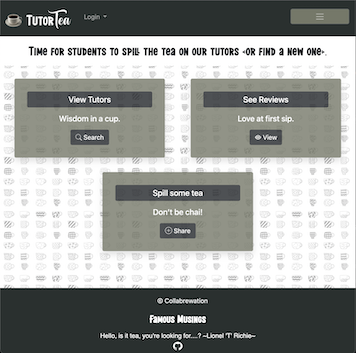 TutorTea
Login
Time for students to spill the tea on our tutors -or find a new one-.
View Tutors
See Reviews
Wisdom in a cup.
Love at first sip.
Search
View
Spill some tea
Don't be chai!
Share
© Collabrewation
Famous Musings
Hello, is it tea, you're looking for....? ~Lionel 'T' Richie~